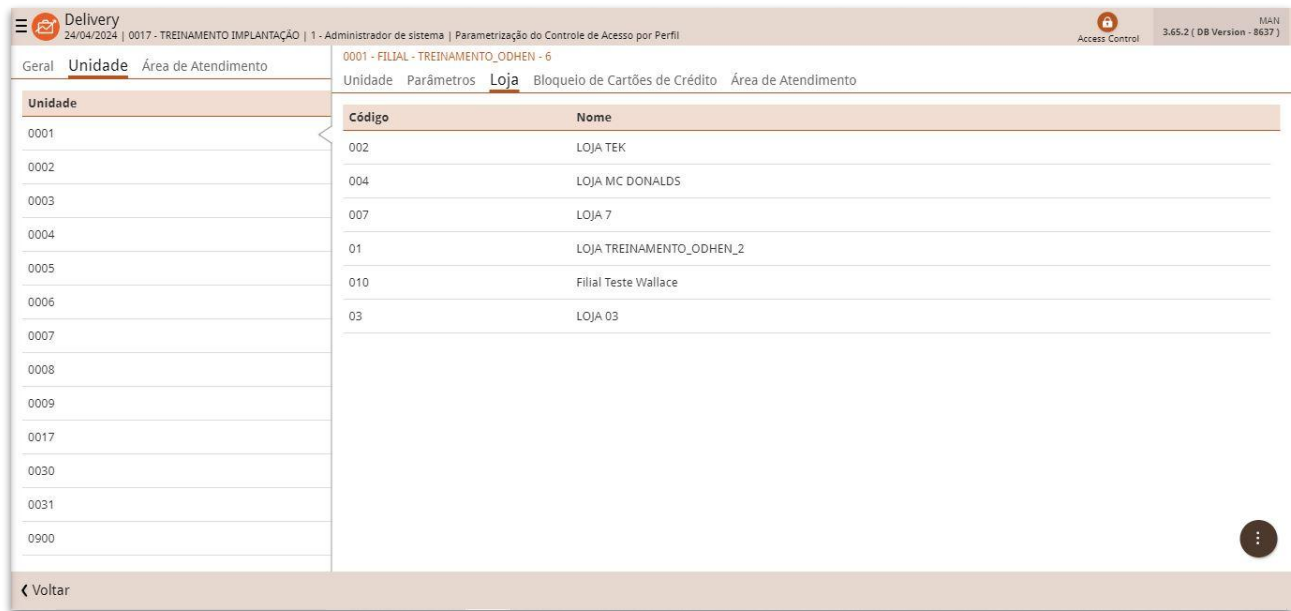 Delivery
24/04/2024 | 0017 - TREINAMENTO IMPLANTAÇÃO | 1 - Administrador de sistema | Parametrização do Controle de Acesso por Perfil
Access Control
MAN
3.65.2 ( DB Version - 8637 )
Geral Unidade Área de Atendimento
0001 - FILIAL - TREINAMENTO_ODHEN - 6
Unidade Parâmetros Loja Bloqueio de Cartões de Crédito Área de Atendimento
Unidade
0001
0002
0003
0004
0005
0006
0007
0008
0009
0017
0030
0031
0900
Código Nome
002 LOJA TEK
004 LOJA MC DONALDS
007 LOJA 7
01 LOJA TREINAMENTO_ODHEN_2
010 Filial Teste Wallace
03 LOJA 03
Voltar